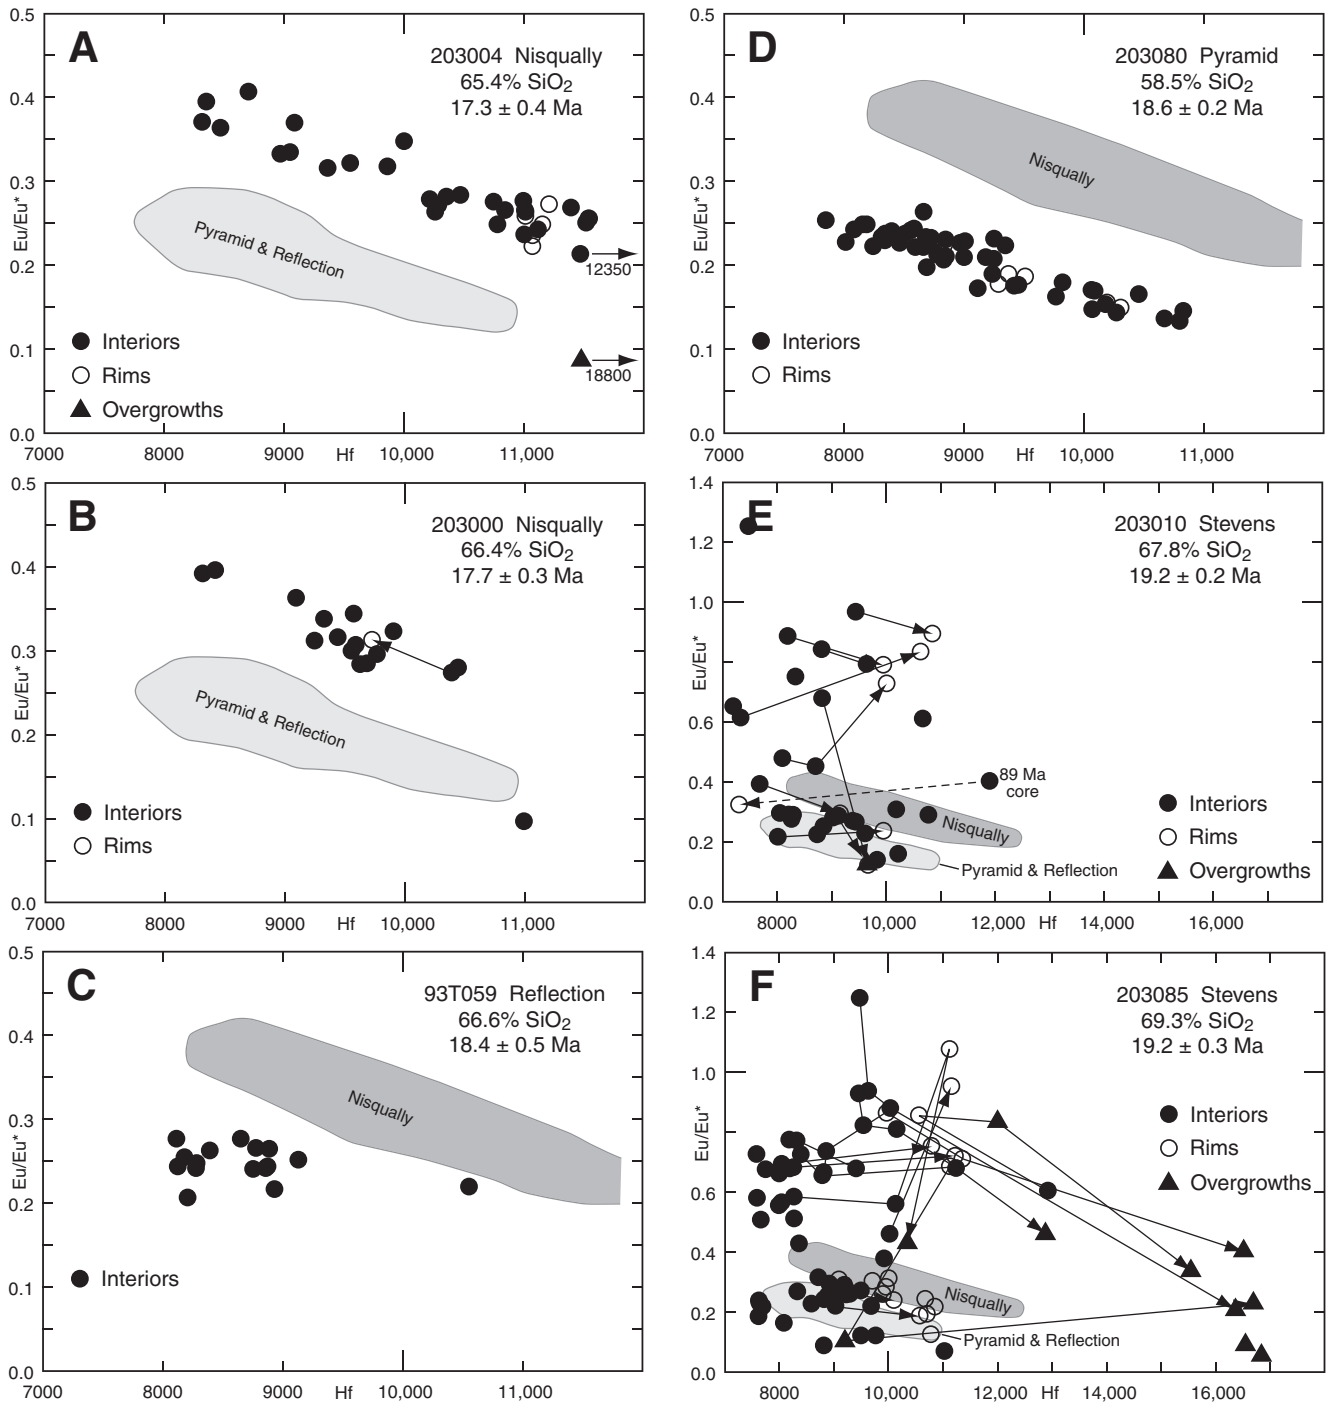 A
203004 Nisqually
65.4% SiO2
17.3 ± 0.4 Ma
0.5
0.4
0.3
0.2
0.1
0.0
Eu/Eu*
Pyramid & Reflection
12350
18800
Interiors
Rims
Overgrowths
7000 8000 9000 Hf 10,000 11,000
D
203080 Pyramid
58.5% SiO2
18.6 ± 0.2 Ma
0.5
0.4
0.3
0.2
0.1
0.0
Eu/Eu*
Nisqually
Interiors
Rims
7000 8000 9000 Hf 10,000 11,000
B
203000 Nisqually
66.4% SiO2
17.7 ± 0.3 Ma
0.5
0.4
0.3
0.2
0.1
0.0
Eu/Eu*
Pyramid & Reflection
Interiors
Rims
7000 8000 9000 Hf 10,000 11,000
E
203010 Stevens
67.8% SiO2
19.2 ± 0.2 Ma
1.4
1.2
1.0
0.8
0.6
0.4
0.2
0.0
Eu/Eu*
89 Ma
core
Nisqually
Pyramid & Reflection
Interiors
Rims
Overgrowths
8000 10,000 12,000 Hf 14,000 16,000
C
93T059 Reflection
66.6% SiO2
18.4 ± 0.5 Ma
0.5
0.4
0.3
0.2
0.1
0.0
Eu/Eu*
Nisqually
Interiors
7000 8000 9000 Hf 10,000 11,000
F
203085 Stevens
69.3% SiO2
19.2 ± 0.3 Ma
1.4
1.2
1.0
0.8
0.6
0.4
0.2
0.0
Eu/Eu*
Interiors
Rims
Overgrowths
Nisqually
Pyramid & Reflection
8000 10,000 12,000 Hf 14,000 16,000